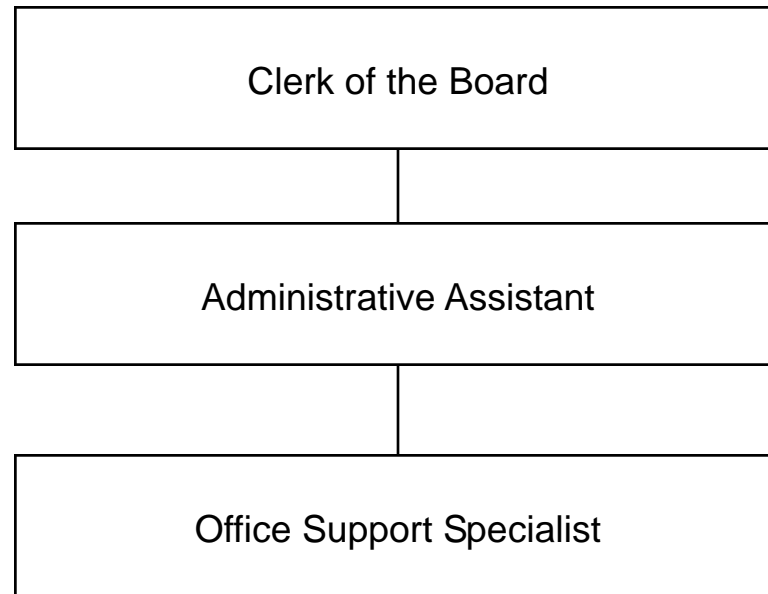 Clerk of the Board
Administrative Assistant
Office Support Specialist